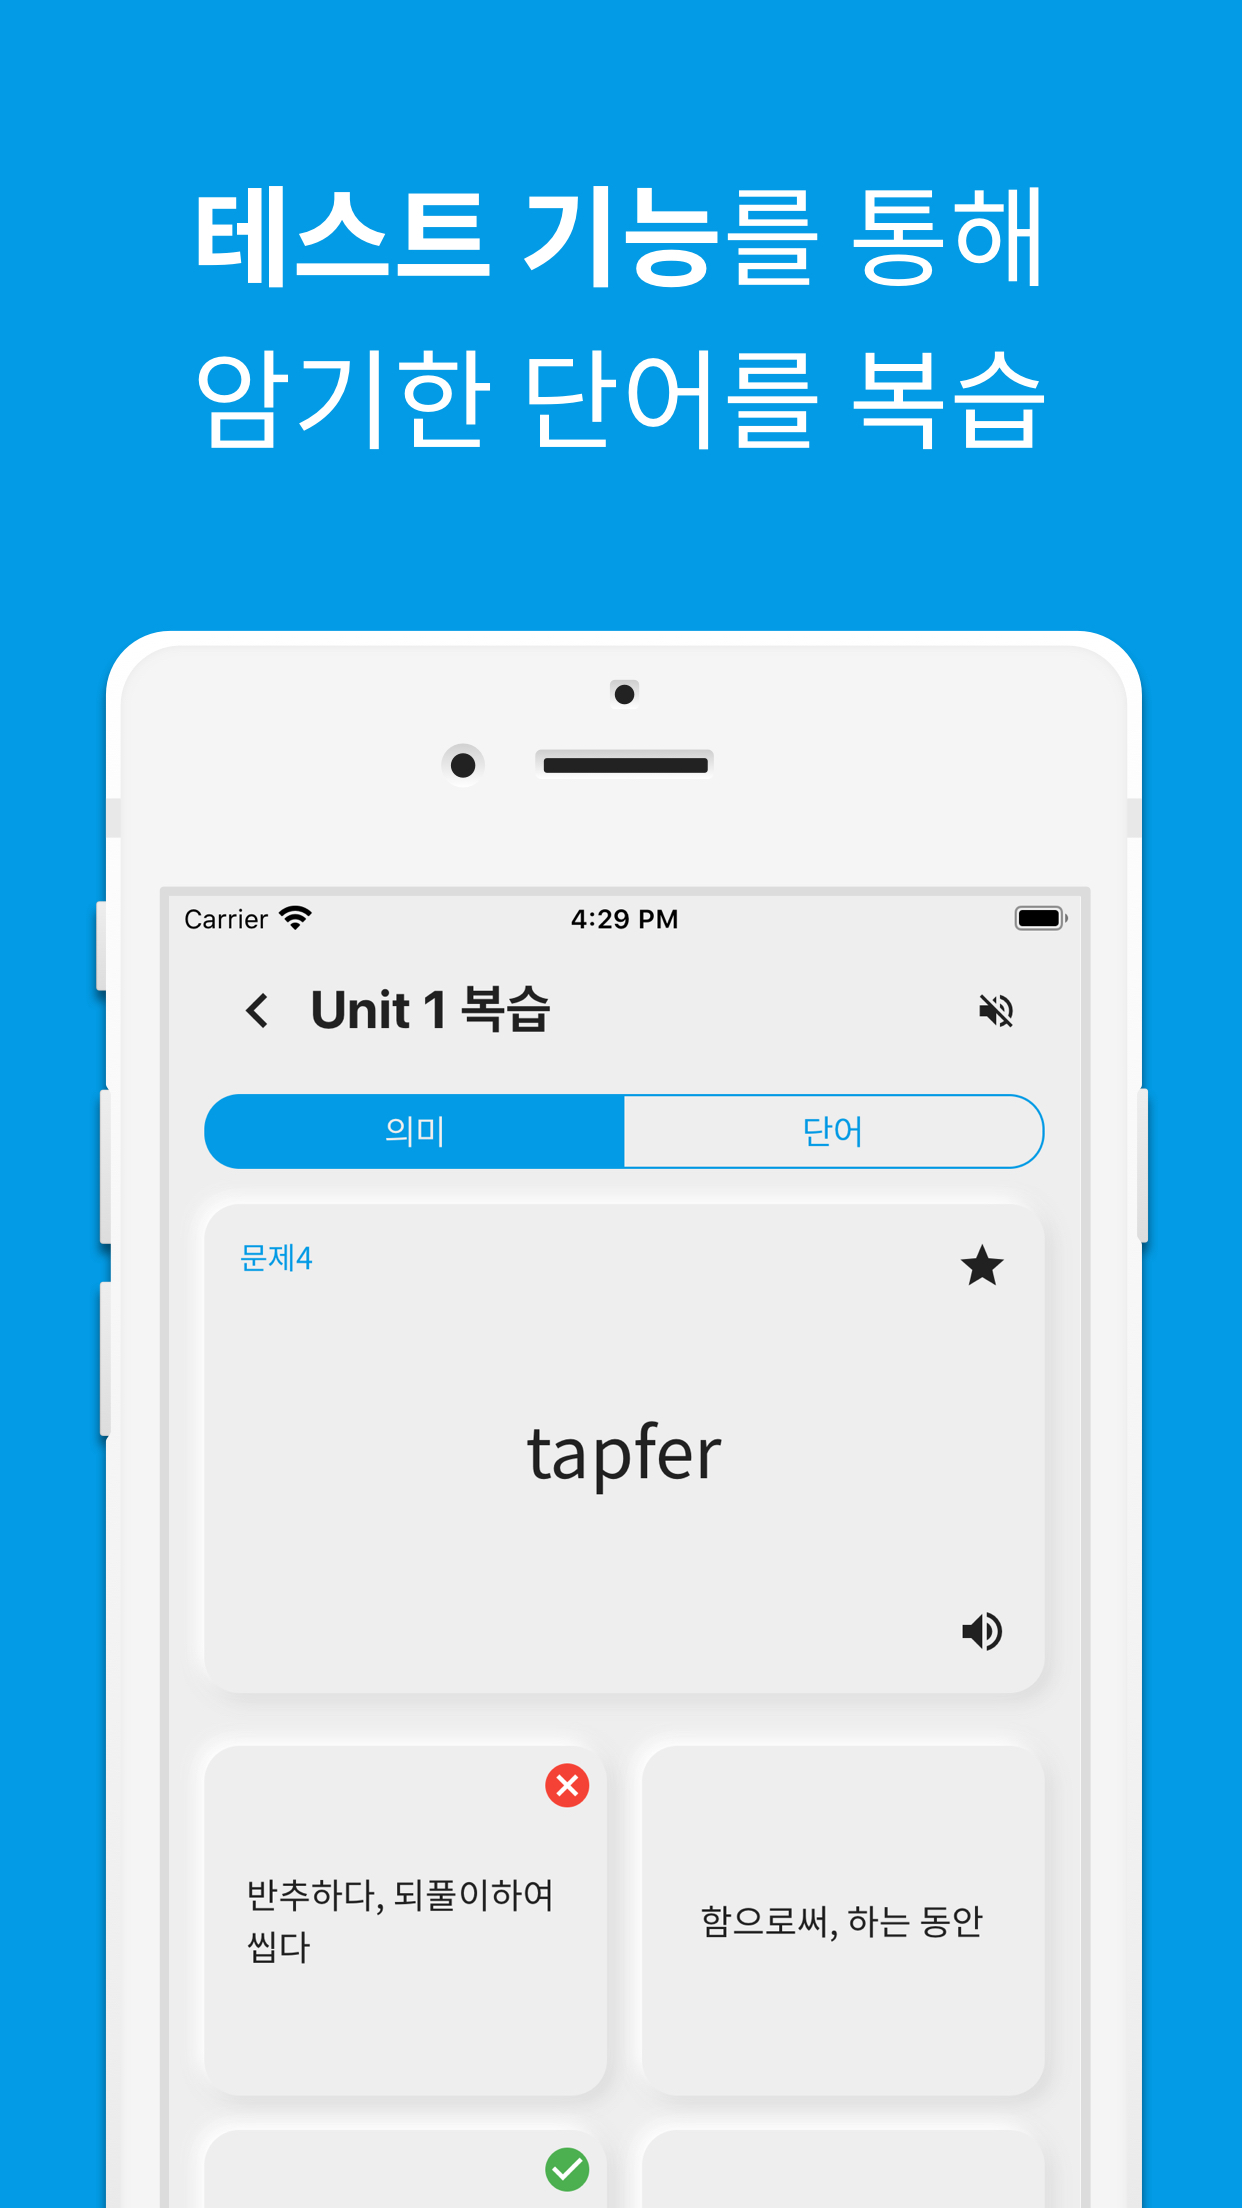 테스트 기능를 통해
암기한 단어를 복습
Carrier 4:29 PM
Unit 1 복습
의미 단어
문제4
tapfer
반추하다, 되풀이하여
씹다
함으로써, 하는 동안